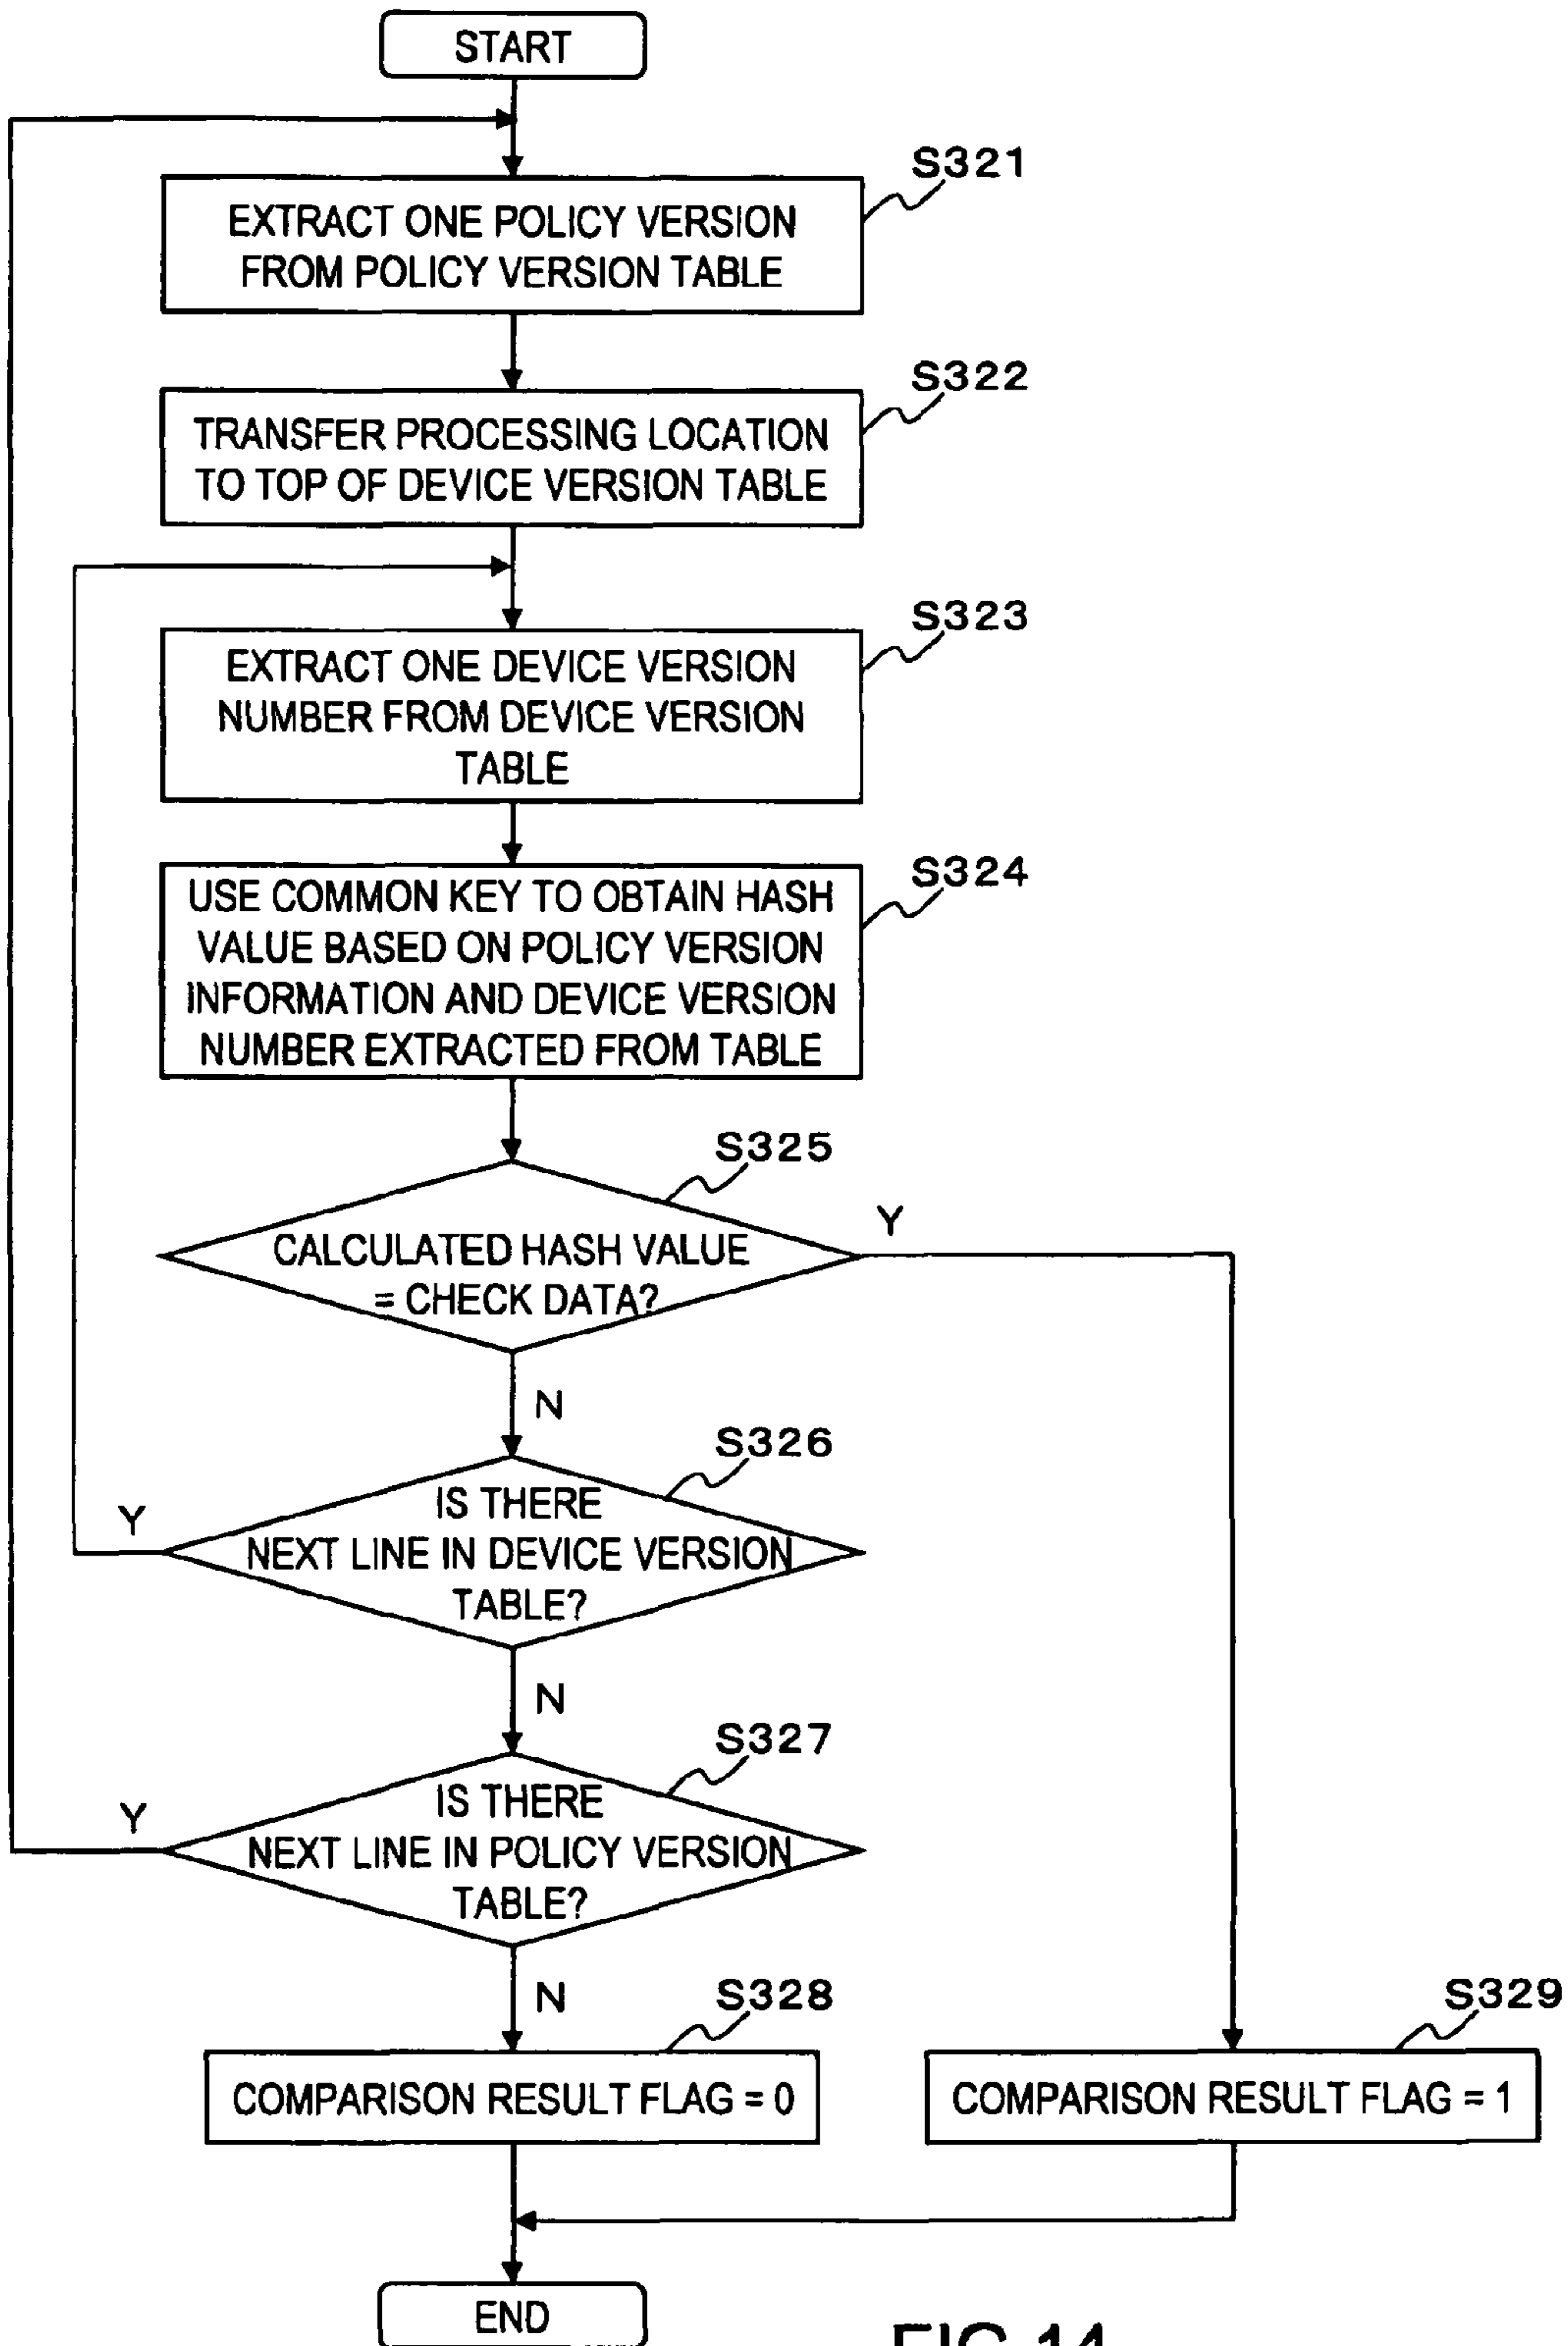 START
S321
EXTRACT ONE POLICY VERSION
FROM POLICY VERSION TABLE
S322
TRANSFER PROCESSING LOCATION
TO TOP OF DEVICE VERSION TABLE
S323
EXTRACT ONE DEVICE VERSION
NUMBER FROM DEVICE VERSION
TABLE
S324
USE COMMON KEY TO OBTAIN HASH
VALUE BASED ON POLICY VERSION
INFORMATION AND DEVICE VERSION
NUMBER EXTRACTED FROM TABLE
S325
Y
CALCULATED HASH VALUE
= CHECK DATA?
N
S326
Y
IS THERE
NEXT LINE IN DEVICE VERSION
TABLE?
N
S327
Y
IS THERE
NEXT LINE IN POLICY VERSION
TABLE?
N
S328
S329
COMPARISON RESULT FLAG = 0
COMPARISON RESULT FLAG = 1
END
FIG.14